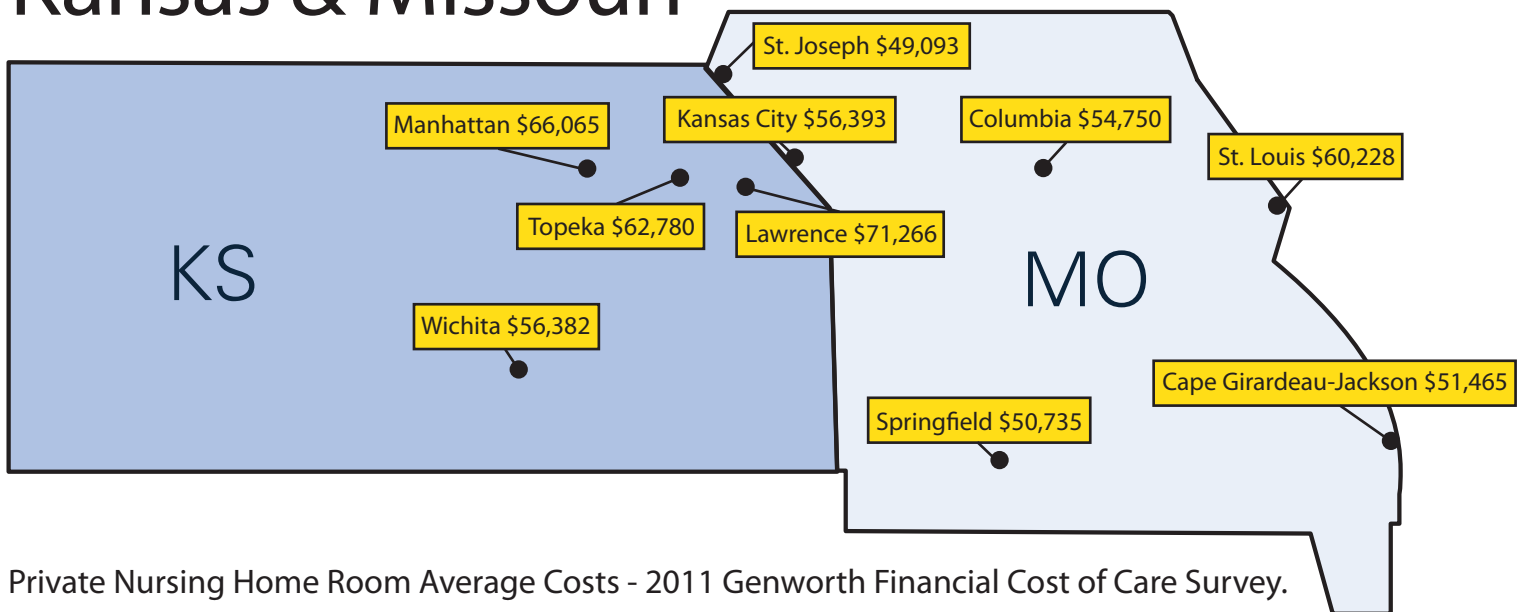 Kansas & Missouri
St. Joseph $49,093
Manhattan $66,065
Kansas City $56,393
Columbia $54,750
St. Louis $60,228
Topeka $62,780
Lawrence $71,266
KS
MO
Wichita $56,382
Cape Girardeau-Jackson $51,465
Springfield $50,735
Private Nursing Home Room Average Costs - 2011 Genworth Financial Cost of Care Survey.